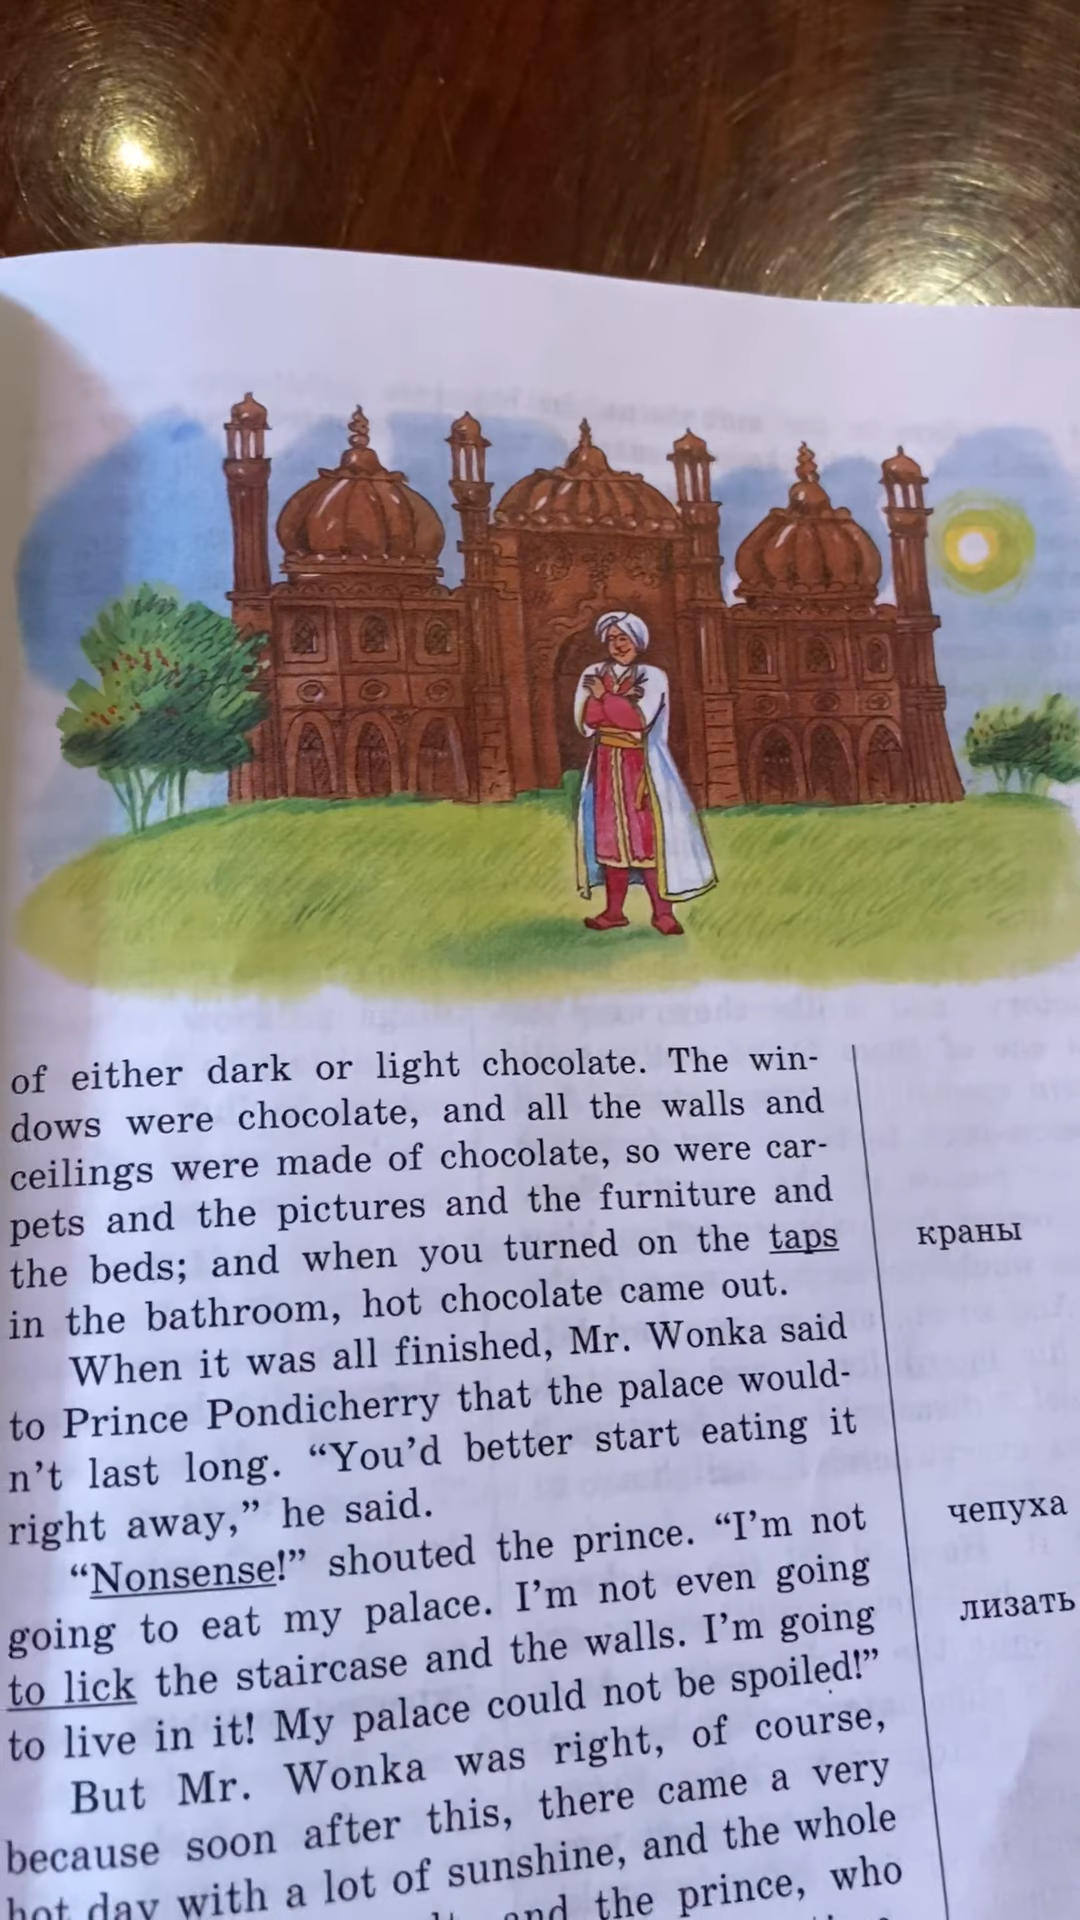 of either dark or light chocolate. The win-
dows were chocolate, and all the walls and
ceilings were made of chocolate, so were car-
pets and the pictures and the furniture and
the beds; and when you turned on the taps
краны
in the bathroom, hot chocolate came out.
When it was all finished, Mr. Wonka said
to Prince Pondicherry that the palace would-
n't last long. “You'd better start eating it
right away,” he said.
“Nonsense!” shouted the prince. “I'm not
чепуха
going to eat my palace. I'm not even going
to lick the staircase and the walls. I'm going
лизать
to live in it! My palace could not be spoiled!”
But Mr. Wonka was right, of course,
because soon after this, there came a very
hot day with a lot of sunshine, and the whole
and the prince, who